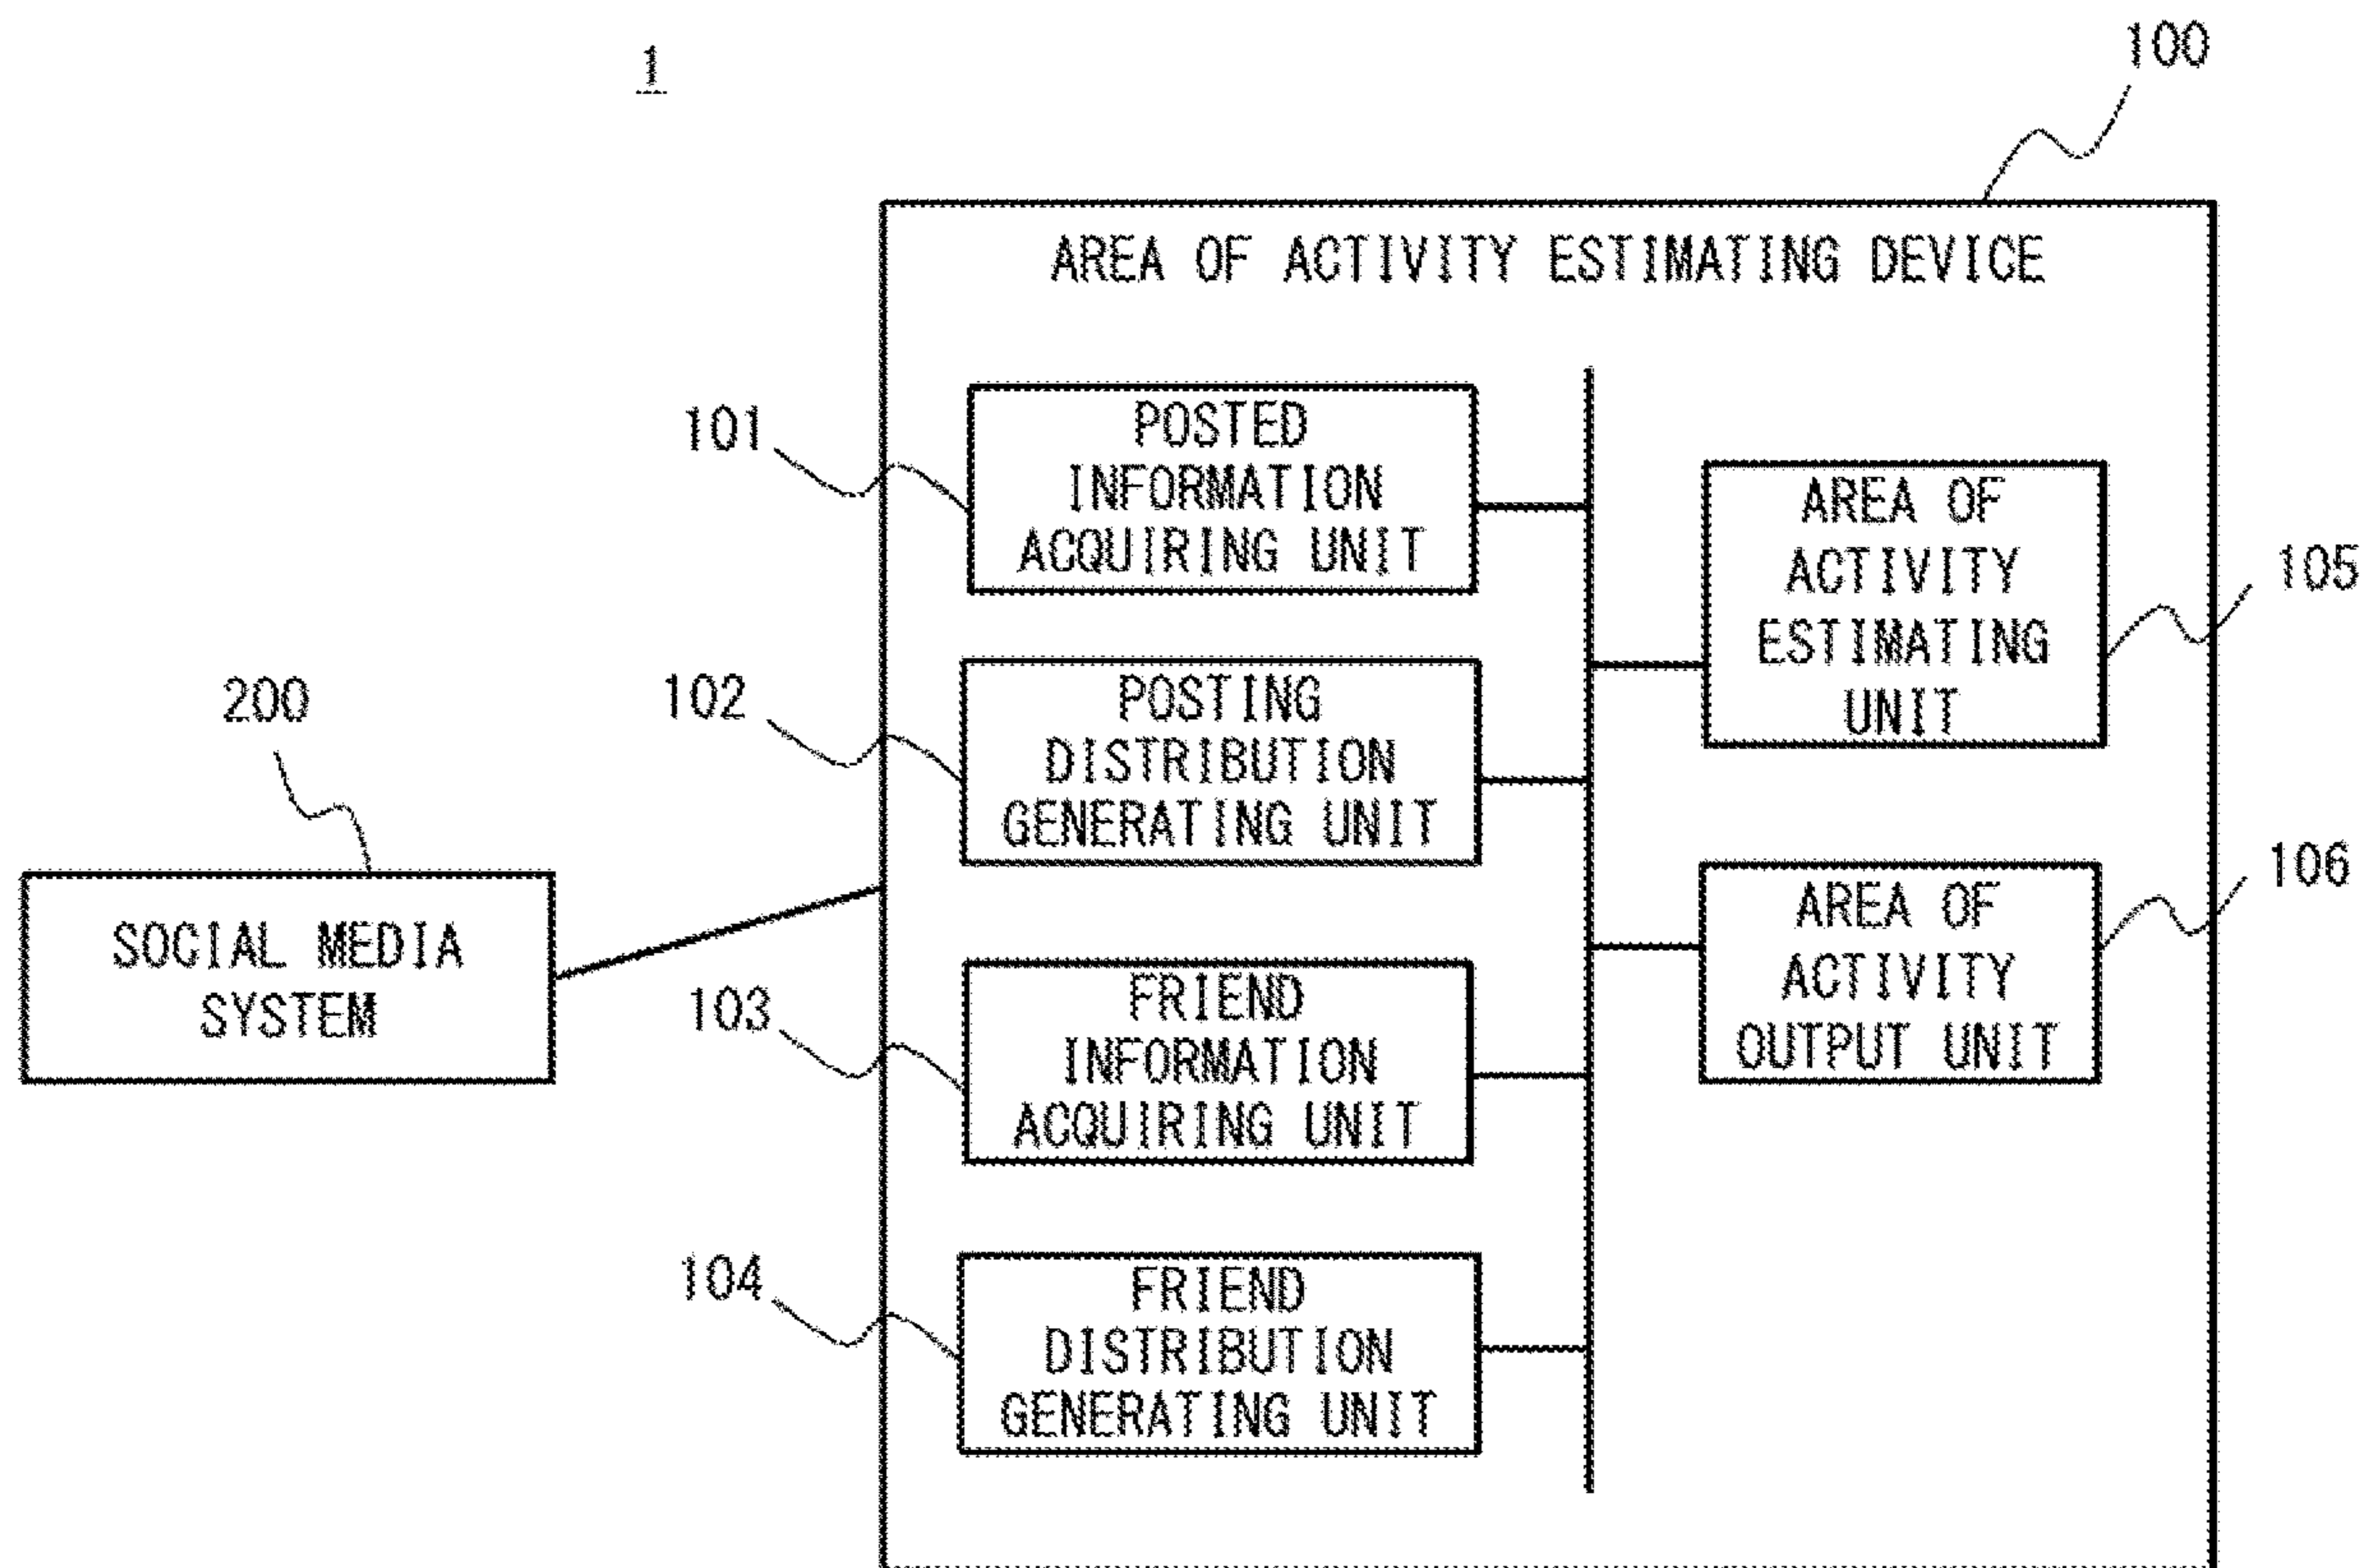 1
100
AREA OF ACTIVITY ESTIMATING DEVICE
101
POSTED
INFORMATION
ACQUIRING UNIT
AREA OF
ACTIVITY
ESTIMATING
UNIT
105
102
POSTING
DISTRIBUTION
GENERATING UNIT
200
SOCIAL MEDIA
SYSTEM
AREA OF
ACTIVITY
OUTPUT UNIT
106
103
FRIEND
INFORMATION
ACQUIRING UNIT
104
FRIEND
DISTRIBUTION
GENERATING UNIT